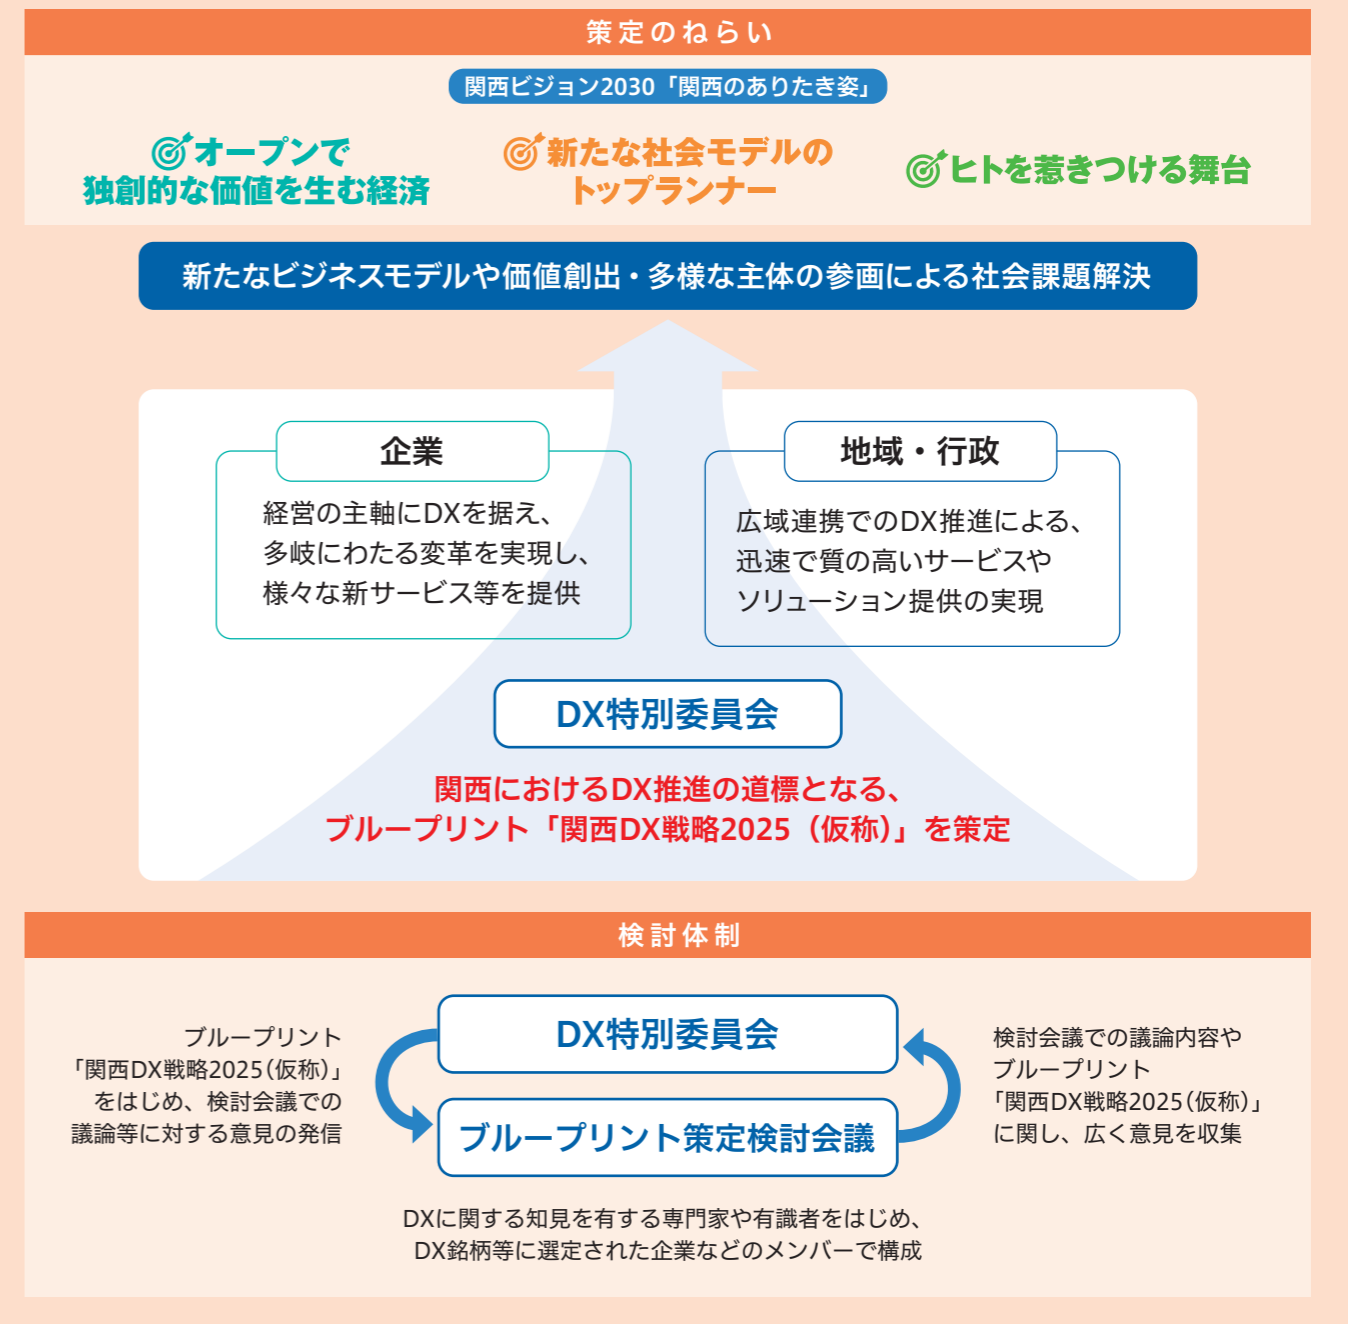 策定のねらい
関西ビジョン2030「関西のありたき姿」
オープンで
独創的な価値を生む経済
新たな社会モデルの
トップランナー
ヒトを惹きつける舞台
新たなビジネスモデルや価値創出・多様な主体の参画による社会課題解決
企業
経営の主軸にDXを据え、
多岐にわたる変革を実現し、
様々な新サービス等を提供
地域・行政
広域連携でのDX推進による、
迅速で質の高いサービスや
ソリューション提供の実現
DX特別委員会
関西におけるDX推進の道標となる、
ブループリント「関西DX戦略2025（仮称）」を策定
検討体制
ブループリント
「関西DX戦略2025（仮称）」
をはじめ、検討会議での
議論等に対する意見の発信
DX特別委員会
ブループリント策定検討会議
検討会議での議論内容や
ブループリント
「関西DX戦略2025（仮称）」
に関し、広く意見を収集
DXに関する知見を有する専門家や有識者をはじめ、
DX銘柄等に選定された企業などのメンバーで構成